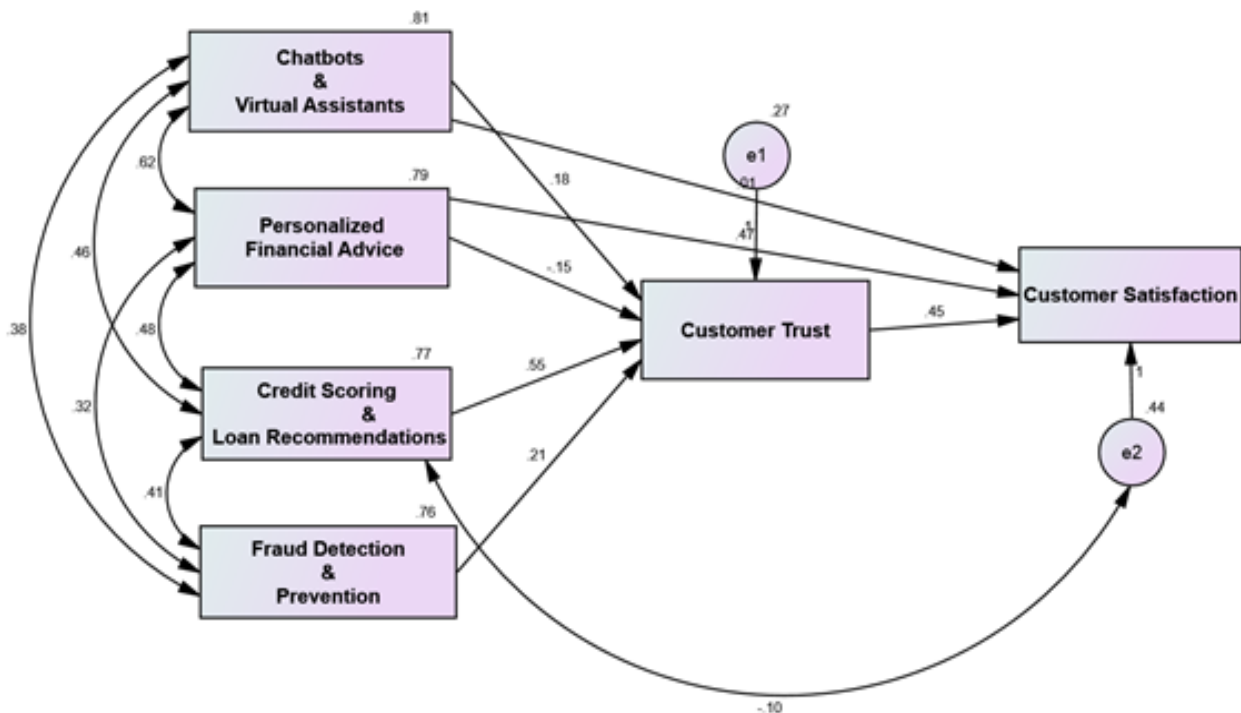 .81
Chatbots
&
Virtual Assistants
.27
e1
.62
.79
.18
.01
Personalized
Financial Advice
1
.47
.46
-.15
Customer Satisfaction
.38
.48
Customer Trust
.45
.77
.55
Credit Scoring
&
Loan Recommendations
.32
1
.44
.21
e2
.41
.76
Fraud Detection
&
Prevention
-.10